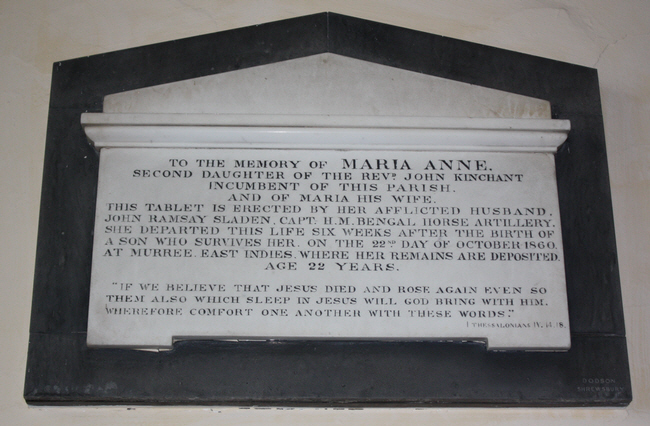 TO THE MEMORY OF MARIA ANNE,
SECOND DAUGHTER OF THE REVD. JOHN KINCHANT
INCUMBENT OF THIS PARISH.
AND OF MARIA HIS WIFE.
THIS TABLET IS ERECTED BY HER AFFLICTED HUSBAND,
JOHN RAMSAY SLADEN, CAPT. H.M. BENGAL HORSE ARTILLERY.
SHE DEPARTED THIS LIFE SIX WEEKS AFTER THE BIRTH OF
A SON WHO SURVIVES HER, ON THE 22ND DAY OF OCTOBER 1860,
AT MURREE, EAST INDIES, WHERE HER REMAINS ARE DEPOSITED.
AGE 22 YEARS.
"IF WE BELIEVE THAT JESUS DIED AND ROSE AGAIN EVEN SO
THEM ALSO WHICH SLEEP IN JESUS WILL GOD BRING WITH HIM.
WHEREFORE COMFORT ONE ANOTHER WITH THESE WORDS."
I THESSALONIANS IV, 14, 18.
DODSON
SHREWSBURY